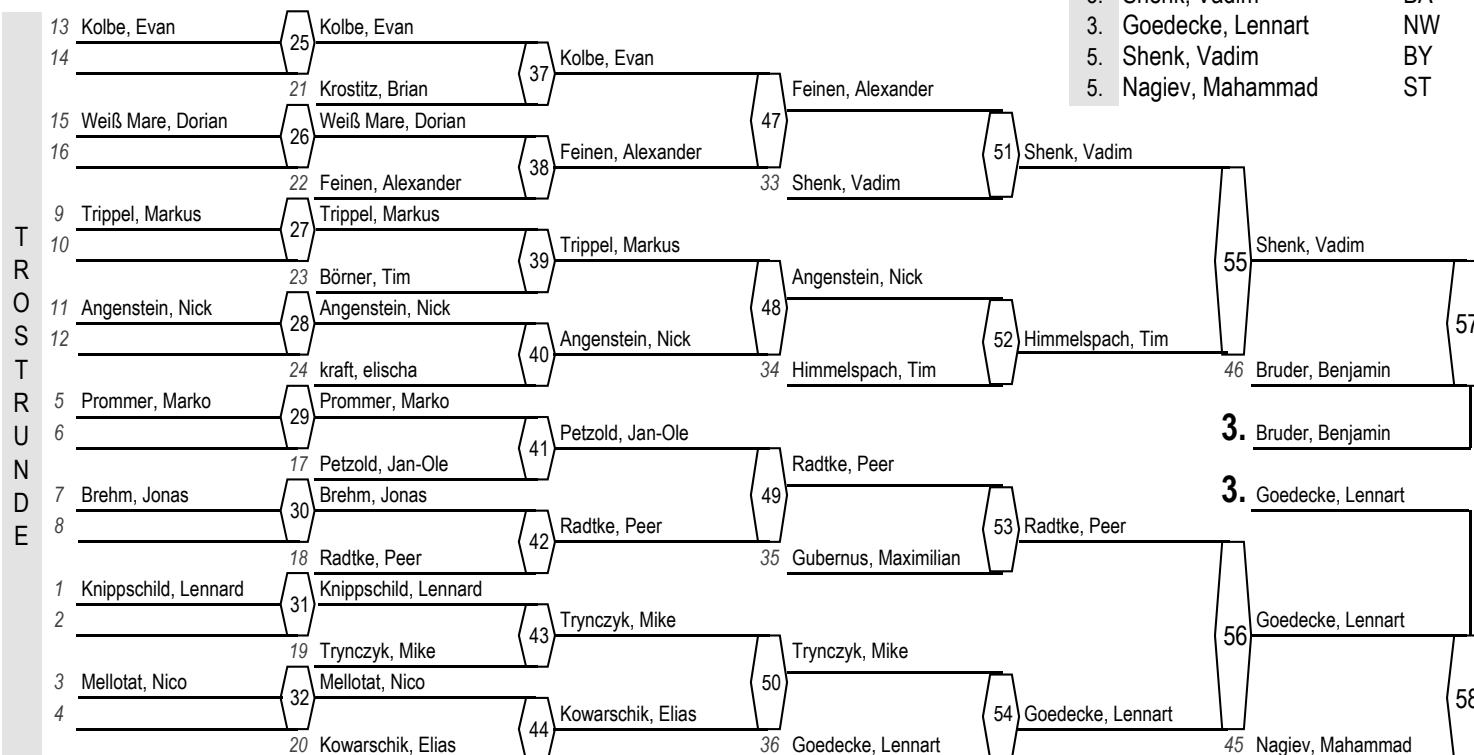 3. Goedecke, Lennart NW
5. Shenk, Vadim BY
5. Nagiev, Mahammad ST
TROSTRUNDE
13 Kolbe, Evan
14
25
Kolbe, Evan
21 Krostitz, Brian
37
Kolbe, Evan
15 Weiß Mare, Dorian
16
26
Weiß Mare, Dorian
22 Feinen, Alexander
38
Feinen, Alexander
47
Feinen, Alexander
33 Shenk, Vadim
51
Shenk, Vadim
9 Trippel, Markus
10
27
Trippel, Markus
23 Börner, Tim
39
Trippel, Markus
11 Angenstein, Nick
12
28
Angenstein, Nick
24 kraft, elischa
40
Angenstein, Nick
48
Angenstein, Nick
34 Himmelspach, Tim
52
Himmelspach, Tim
55
Shenk, Vadim
46 Bruder, Benjamin
57
3. Bruder, Benjamin
5 Prommer, Marko
6
29
Prommer, Marko
17 Petzold, Jan-Ole
41
Petzold, Jan-Ole
7 Brehm, Jonas
8
30
Brehm, Jonas
18 Radtke, Peer
42
Radtke, Peer
49
Radtke, Peer
35 Gubernus, Maximilian
53
Radtke, Peer
3. Goedecke, Lennart
1 Knippschild, Lennard
2
31
Knippschild, Lennard
19 Trynczyk, Mike
43
Trynczyk, Mike
3 Mellotat, Nico
4
32
Mellotat, Nico
20 Kowarschik, Elias
44
Kowarschik, Elias
50
Trynczyk, Mike
36 Goedecke, Lennart
54
Goedecke, Lennart
56
Goedecke, Lennart
45 Nagiev, Mahammad
58